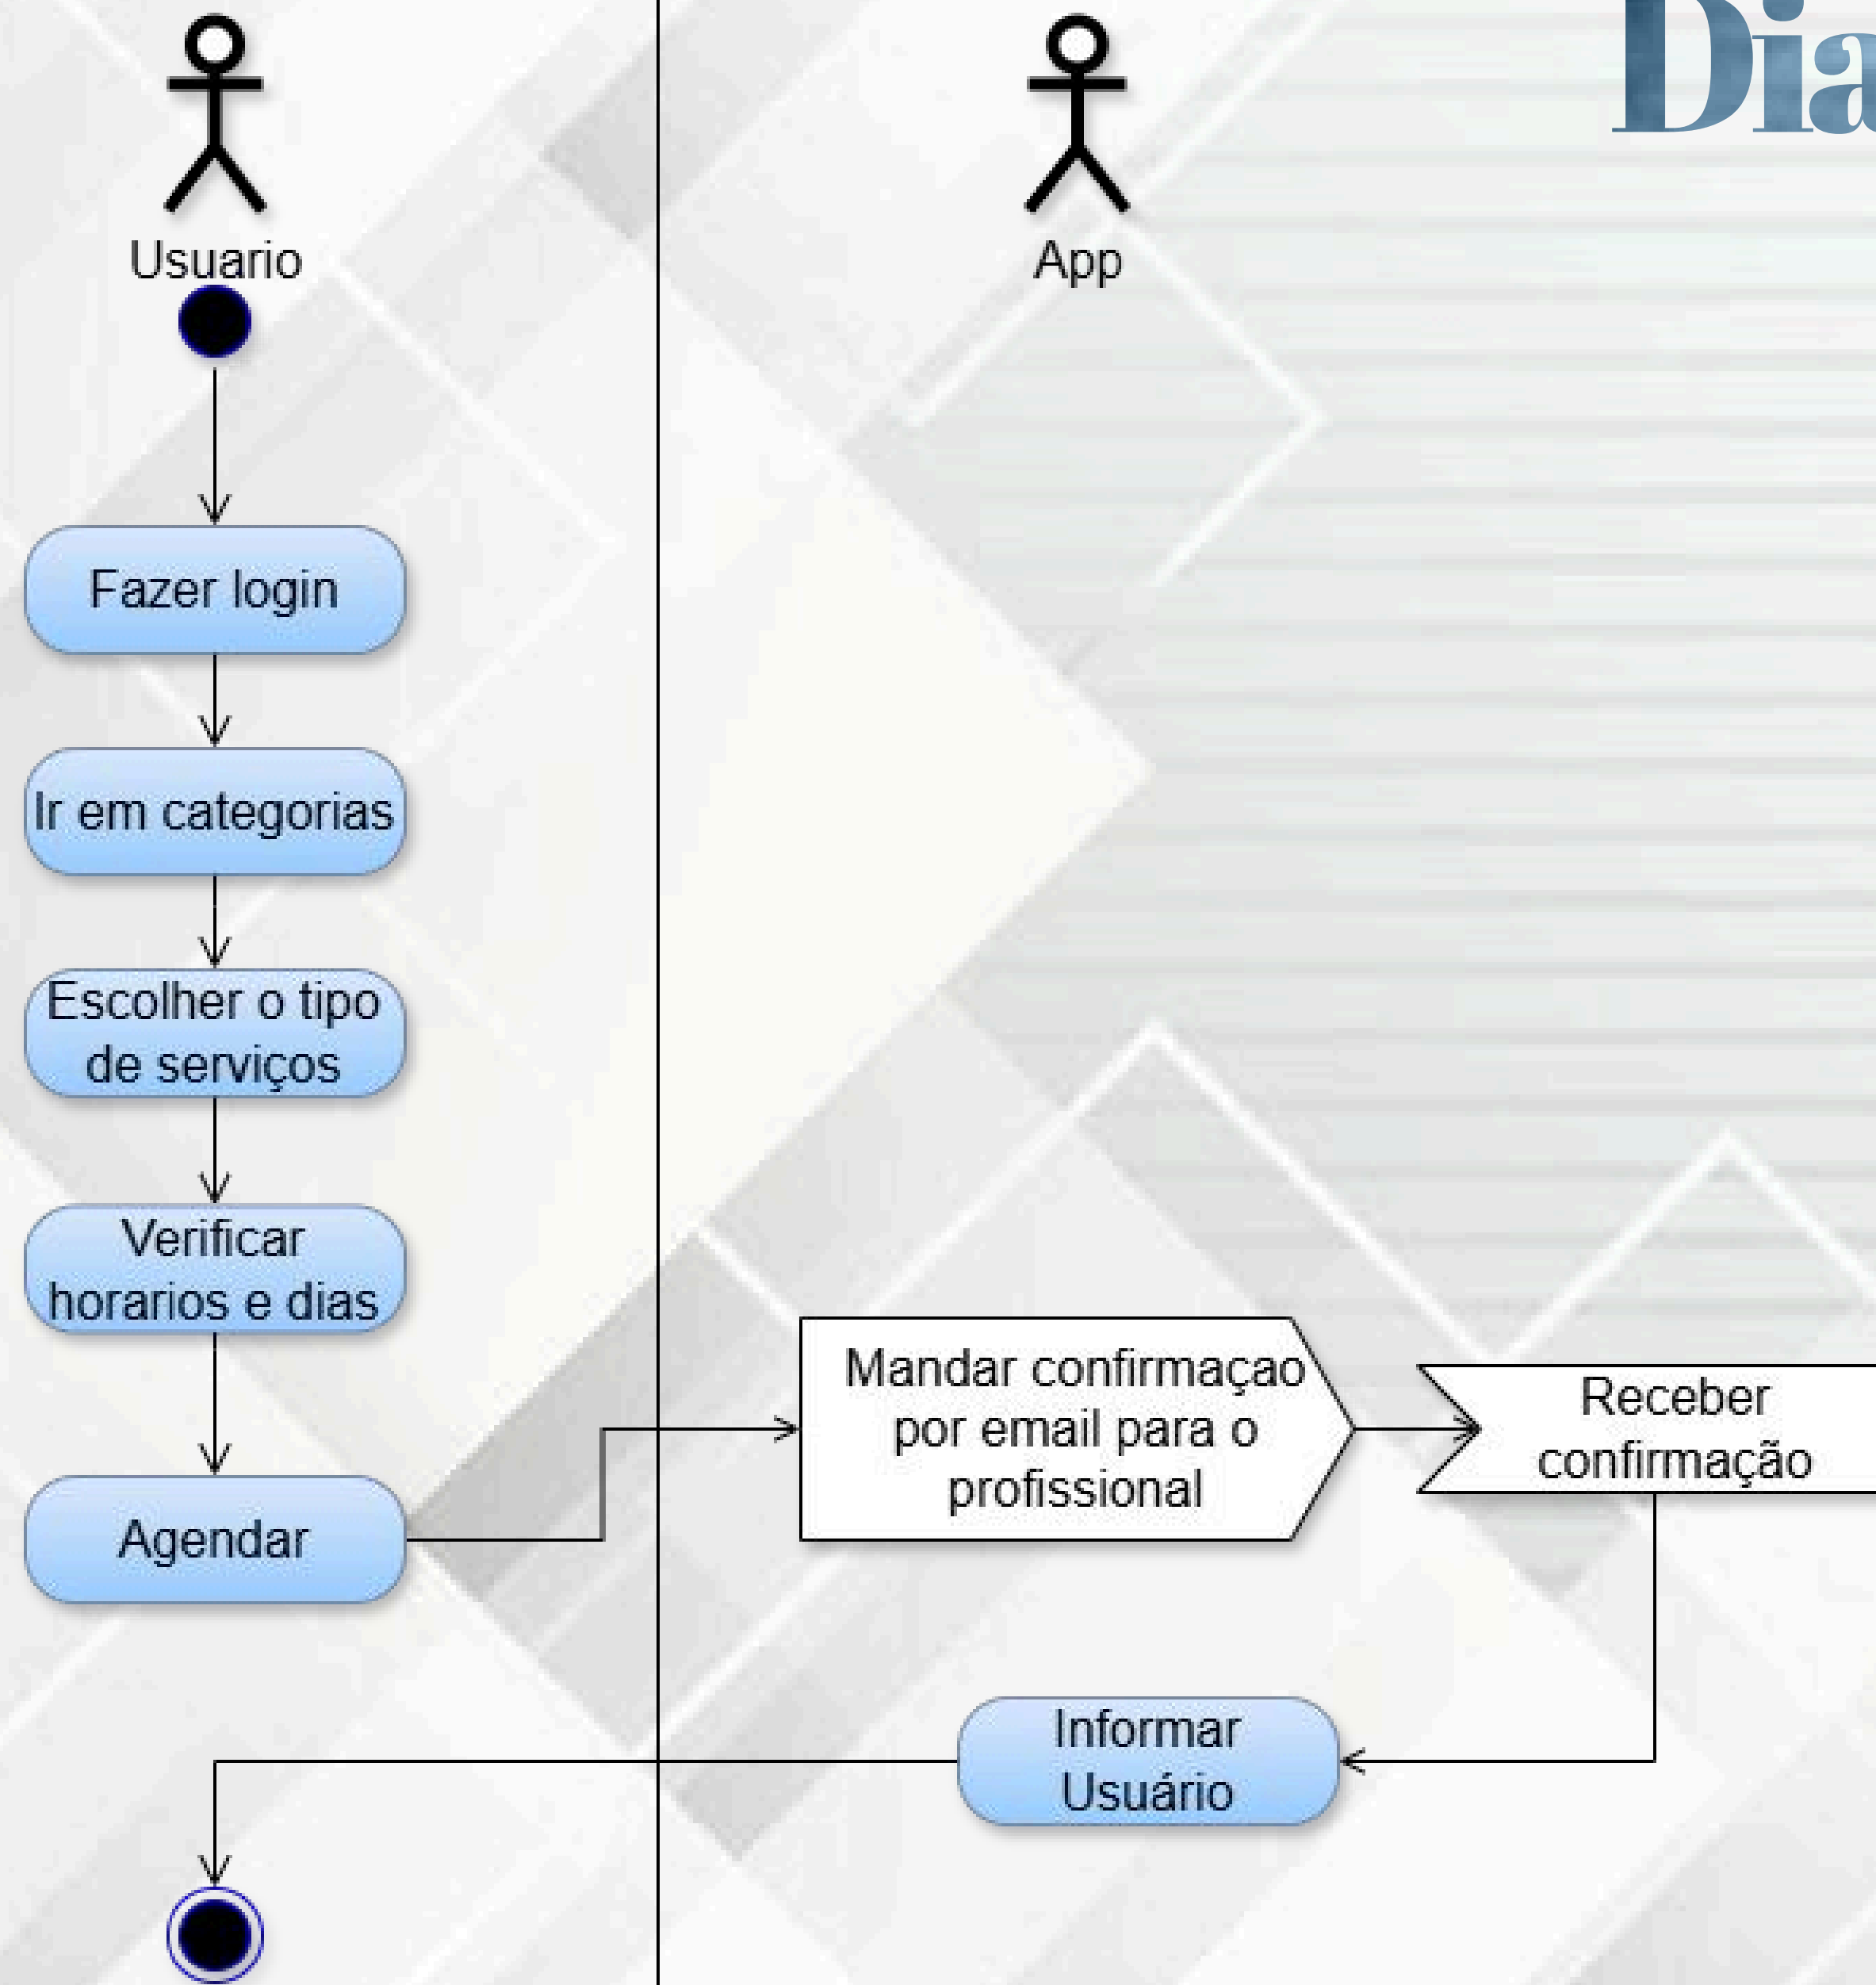 Dia
Usuario
App
Fazer login
Ir em categorias
Escolher o tipo
de serviços
Verificar
horarios e dias
Agendar
Mandar confirmaçao
por email para o
profissional
Receber
confirmação
Informar
Usuário